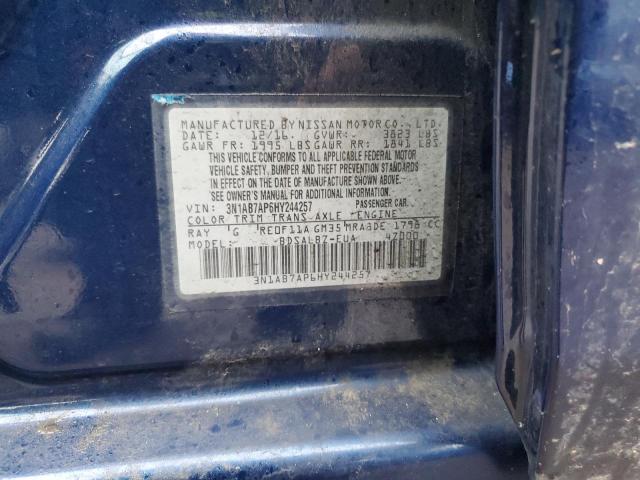 MANUFACTURED BY NISSAN MOTOR CO., LTD.
DATE: 12/16 GVWR: 3823 LBS
GAWR FR: 1995 LBS GAWR RR: 1841 LBS
THIS VEHICLE CONFORMS TO ALL APPLICABLE FEDERAL MOTOR
VEHICLE SAFETY, BUMPER AND THEFT PREVENTION STANDARDS
IN EFFECT ON THE DATE OF MANUFACTURE SHOWN ABOVE.
SEE OWNER'S MANUAL FOR ADDITIONAL INFORMATION
VIN: 3N1AB7AP6HY244257 PASSENGER CAR
COLOR TRIM TRANS AXLE ENGINE
RAY G RE0F11A GM35 MRA8DE 1798 CC
MODEL: BDSALB7-EUA 47000
3N1AB7AP6HY244257